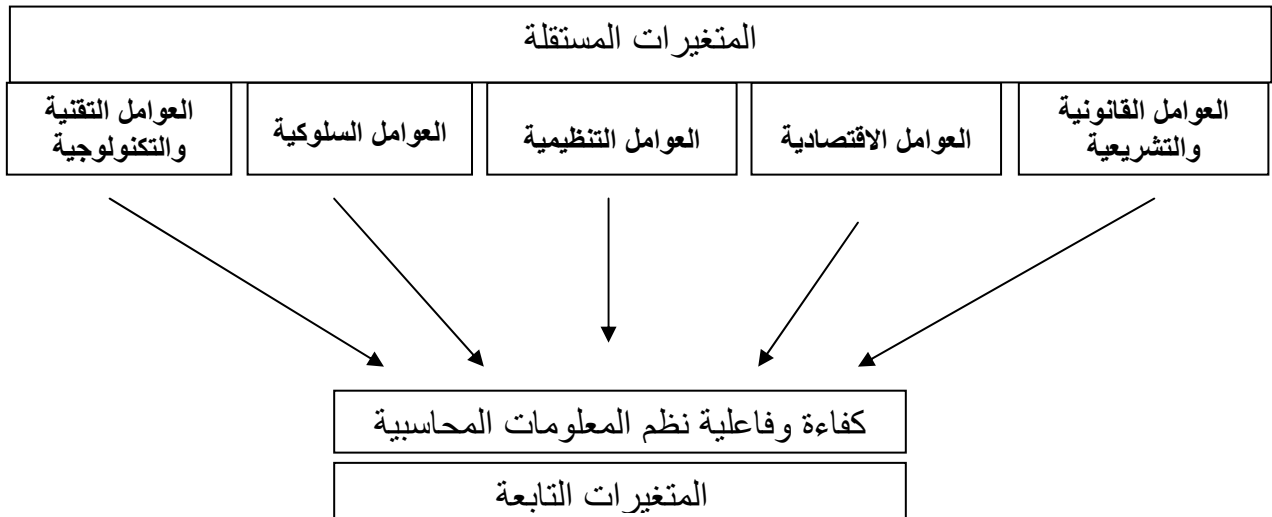 المتغيرات المستقلة
العوامل القانونية
والتشريعية
العوامل الاقتصادية
العوامل التنظيمية
العوامل السلوكية
العوامل التقنية
والتكنولوجية
كفاءة وفاعلية نظم المعلومات المحاسبية
المتغيرات التابعة